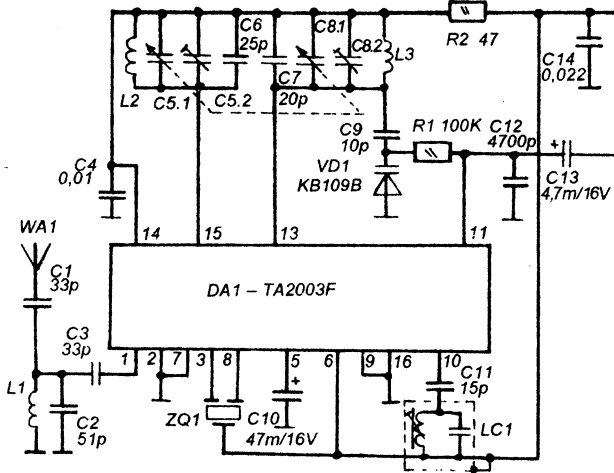 C6
25p
C8.1
C8.2
L3
R2 47
C14
0,022
L2
C5.1
C5.2
C7
20p
C9
10p
R1 100K
C12
4700p
VD1
KB109B
+
C13
4,7m/16V
C4
0,01
WA1
14
15
13
11
C1
33p
DA1 – TA2003F
C3
33p
1
2
7
3
8
5
6
9
16
10
L1
C2
51p
ZQ1
+
C10
47m/16V
C11
15p
LC1